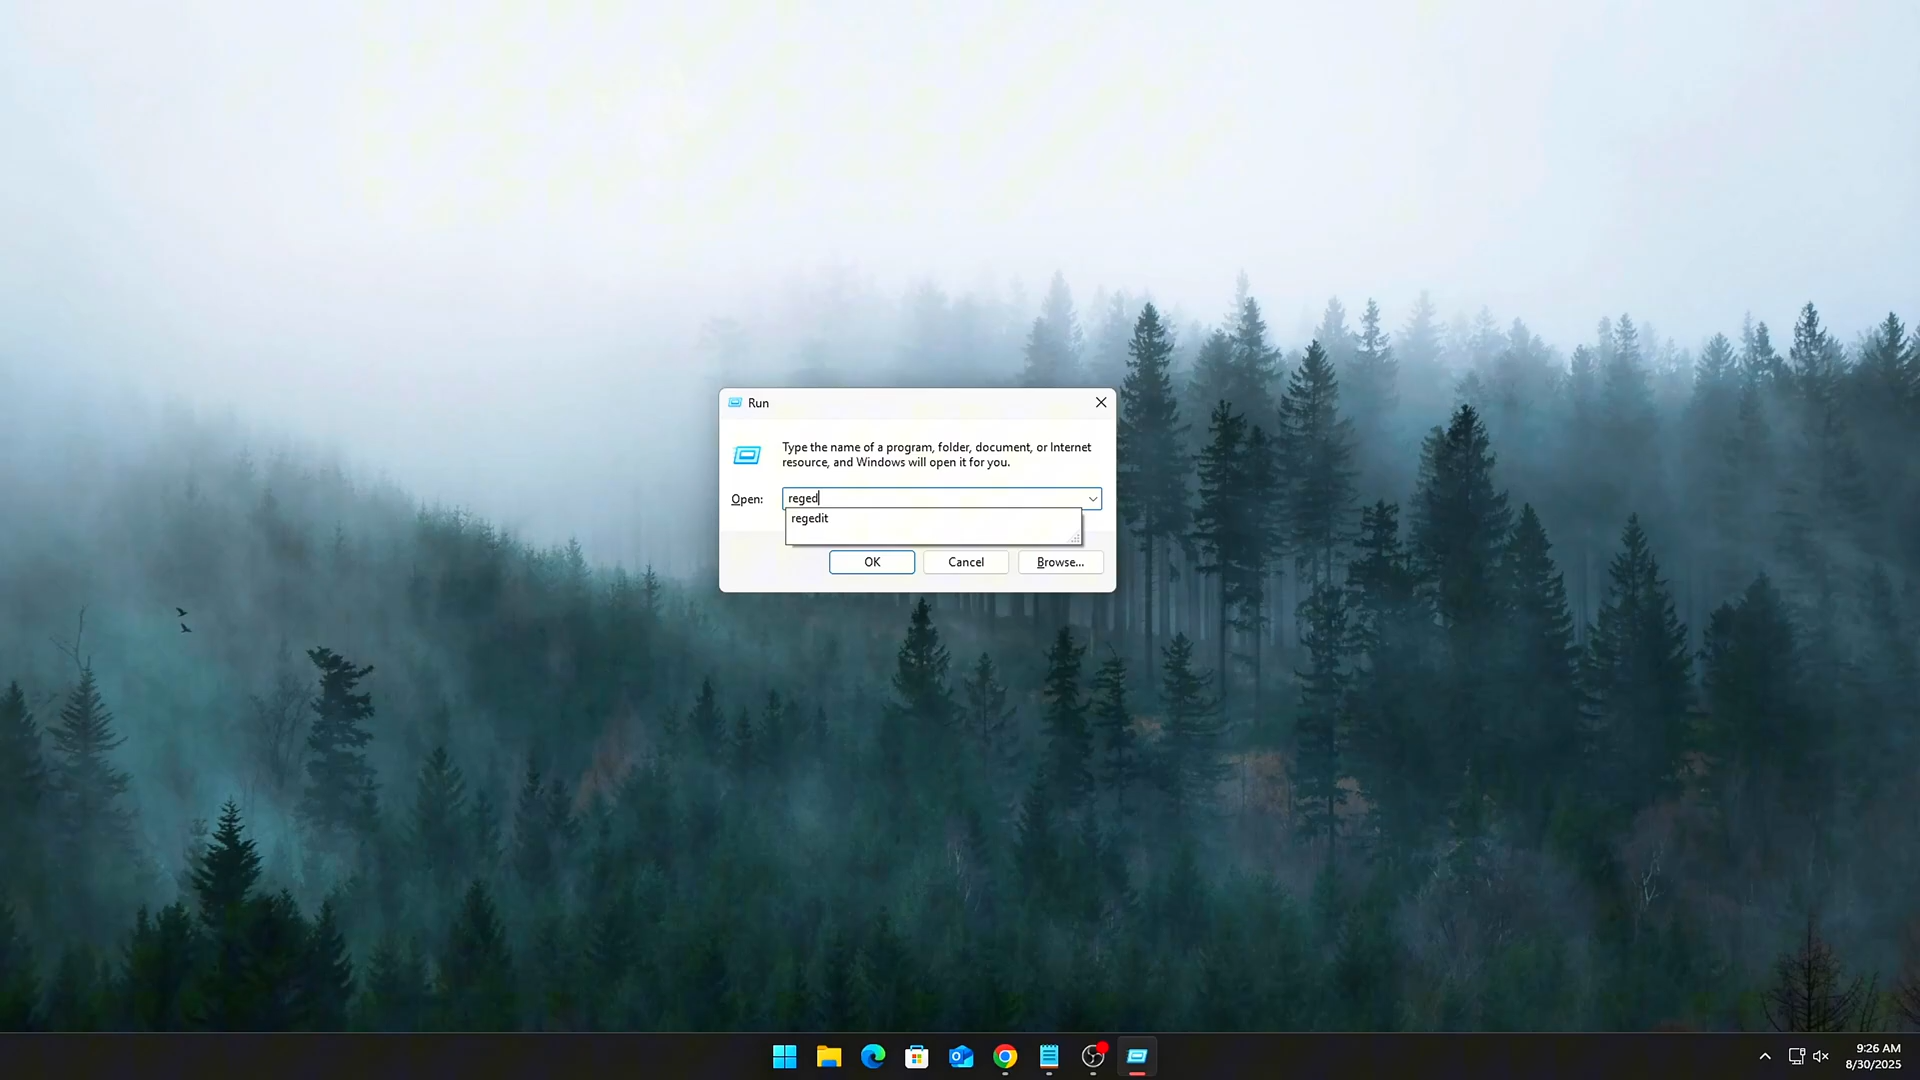 Run
Type the name of a program, folder, document, or Internet
resource, and Windows will open it for you.
Open: reged
regedit
OK Cancel Browse...
9:26 AM
8/30/2025